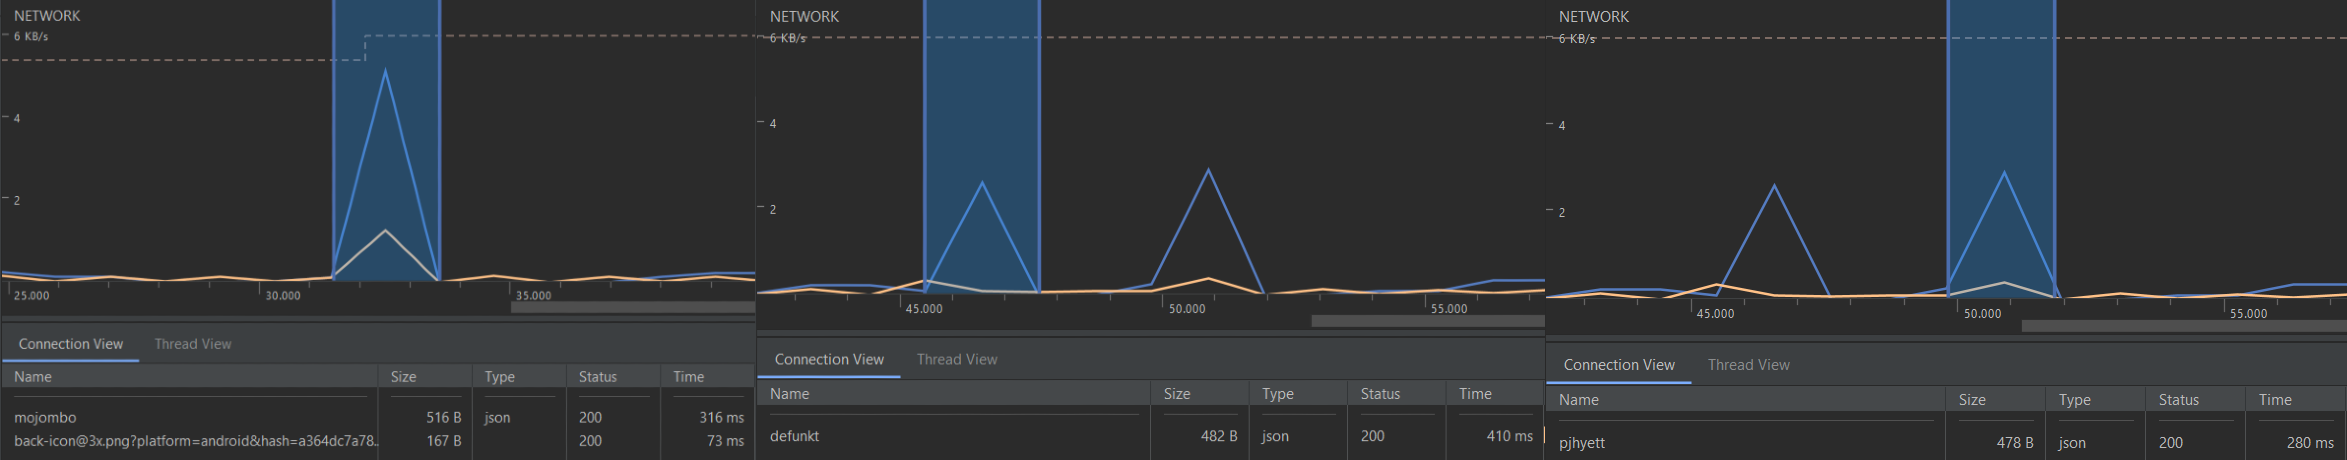 NETWORK
6 KB/s
4
2
25.000 30.000 35.000
Connection View Thread View
Name Size Type Status Time
mojombo 516 B json 200 316 ms
back-icon@3x.png?platform=android&hash=a364dc7a78... 167 B 200 73 ms
NETWORK
6 KB/s
4
2
45.000 50.000 55.000
Connection View Thread View
Name Size Type Status Time
defunkt 482 B json 200 410 ms
NETWORK
6 KB/s
4
2
45.000 50.000 55.000
Connection View Thread View
Name Size Type Status Time
pjhyett 478 B json 200 280 ms